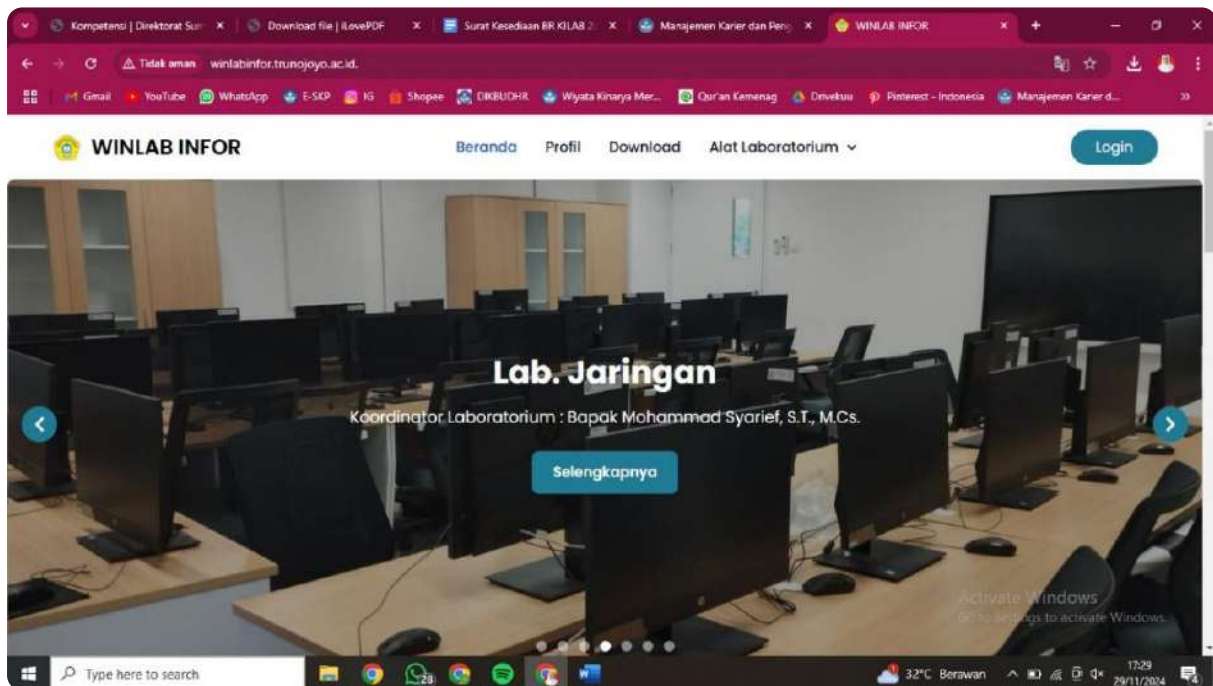 Kompetensi | Direktorat Sum
Download file | iLovePDF
Surat Kesediaan BR KILAB 2
Manajemen Karier dan Peng
WINLAB INFOR
Tidak aman
winlabinfor.trunojoyo.ac.id.
Gmail
YouTube
WhatsApp
E-SKP
IG
Shopee
DIKBUDHR
Wiyata Kinarya Mer...
Qur'an Kemenag
Drivekuu
Pinterest - Indonesia
Manajemen Karier d...
WINLAB INFOR
Beranda
Profil
Download
Alat Laboratorium
Login
Lab. Jaringan
Koordinator Laboratorium : Bapak Mohammad Syarief, S.T., M.Cs.
Selengkapnya
Activate Windows
Go to Settings to activate Windows.
Type here to search
28
32°C Berawan
17:29
29/11/2024
4